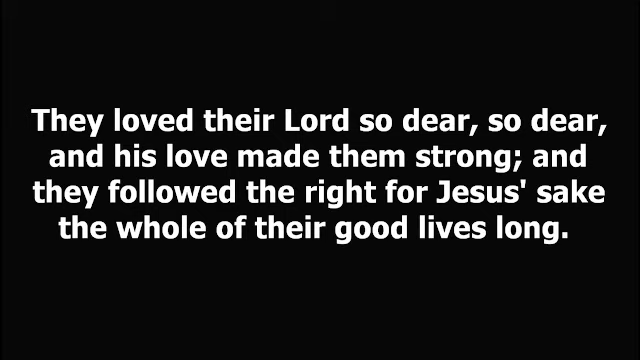 They loved their Lord so dear, so dear,
and his love made them strong; and
they followed the right for Jesus' sake
the whole of their good lives long.